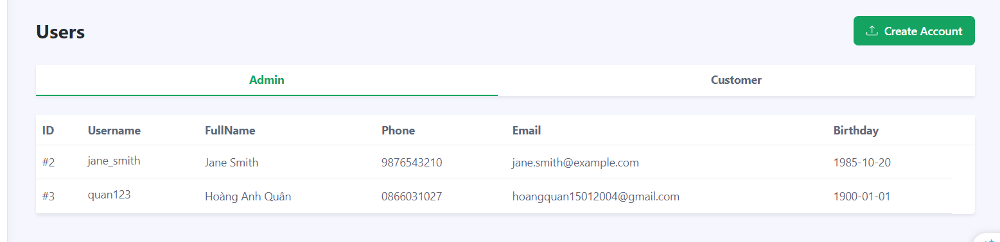 Users
Create Account
Admin Customer
ID Username FullName Phone Email Birthday
#2 jane_smith Jane Smith 9876543210 jane.smith@example.com 1985-10-20
#3 quan123 Hoàng Anh Quân 0866031027 hoangquan15012004@gmail.com 1900-01-01